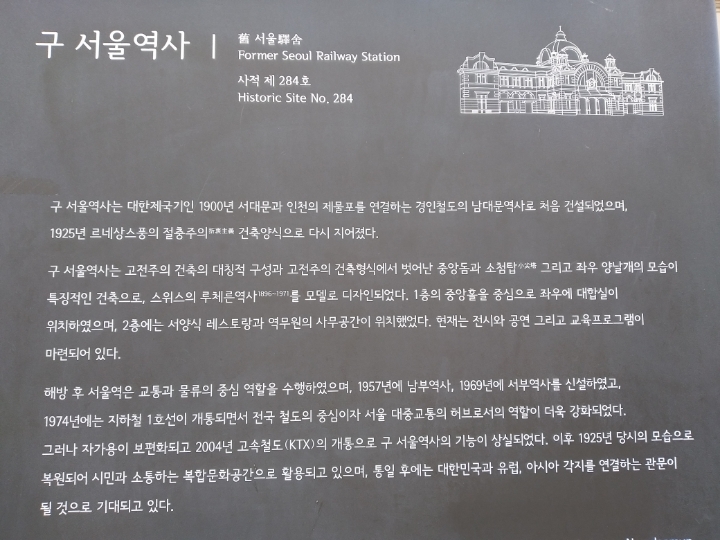 구 서울역사
舊 서울驛舍
Former Seoul Railway Station
사적 제 284호
Historic Site No. 284
구 서울역사는 대한제국기인 1900년 서대문과 인천의 제물포를 연결하는 경인철도의 남대문역사로 처음 건설되었으며,
1925년 르네상스풍의 절충주의折衷主義 건축양식으로 다시 지어졌다.
구 서울역사는 고전주의 건축의 대칭적 구성과 고전주의 건축형식에서 벗어난 중앙돔과 소첨탑小尖塔 그리고 좌우 양날개의 모습이
특징적인 건축으로, 스위스의 루체른역사1896-1971를 모델로 디자인되었다. 1층의 중앙홀을 중심으로 좌우에 대합실이
위치하였으며, 2층에는 서양식 레스토랑과 역무원의 사무공간이 위치했었다. 현재는 전시와 공연 그리고 교육프로그램이
마련되어 있다.
해방 후 서울역은 교통과 물류의 중심 역할을 수행하였으며, 1957년에 남부역사, 1969년에 서부역사를 신설하였고,
1974년에는 지하철 1호선이 개통되면서 전국 철도의 중심이자 서울 대중교통의 허브로서의 역할이 더욱 강화되었다.
그러나 자가용이 보편화되고 2004년 고속철도(KTX)의 개통으로 구 서울역사의 기능이 상실되었다. 이후 1925년 당시의 모습으로
복원되어 시민과 소통하는 복합문화공간으로 활용되고 있으며, 통일 후에는 대한민국과 유럽, 아시아 각지를 연결하는 관문이
될 것으로 기대되고 있다.